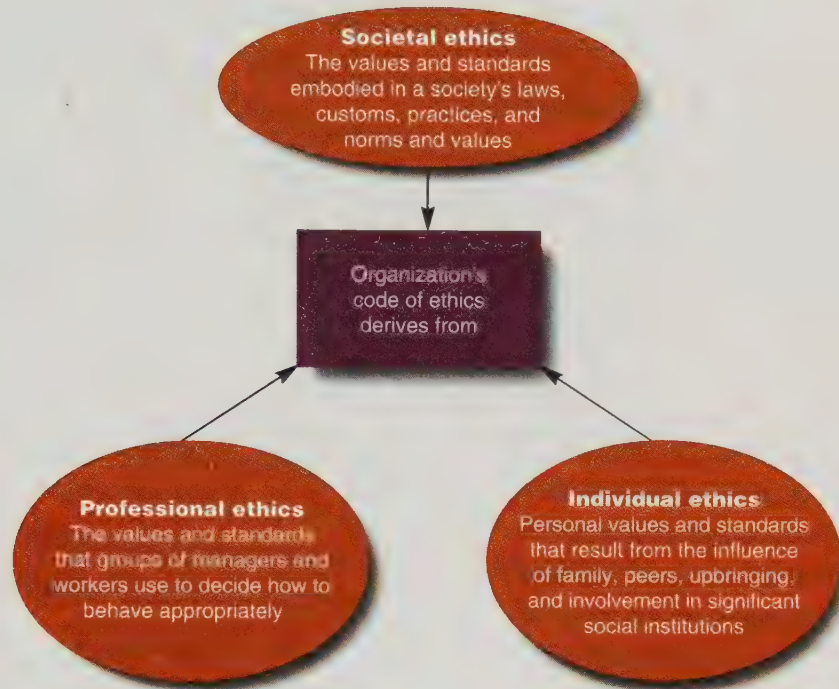 Societal ethics
The values and standards
embodied in a society's laws,
customs, practices, and
norms and values
Organization's
code of ethics
derives from
Professional ethics
The values and standards
that groups of managers and
workers use to decide how to
behave appropriately
Individual ethics
Personal values and standards
that result from the influence
of family, peers, upbringing,
and involvement in significant
social institutions